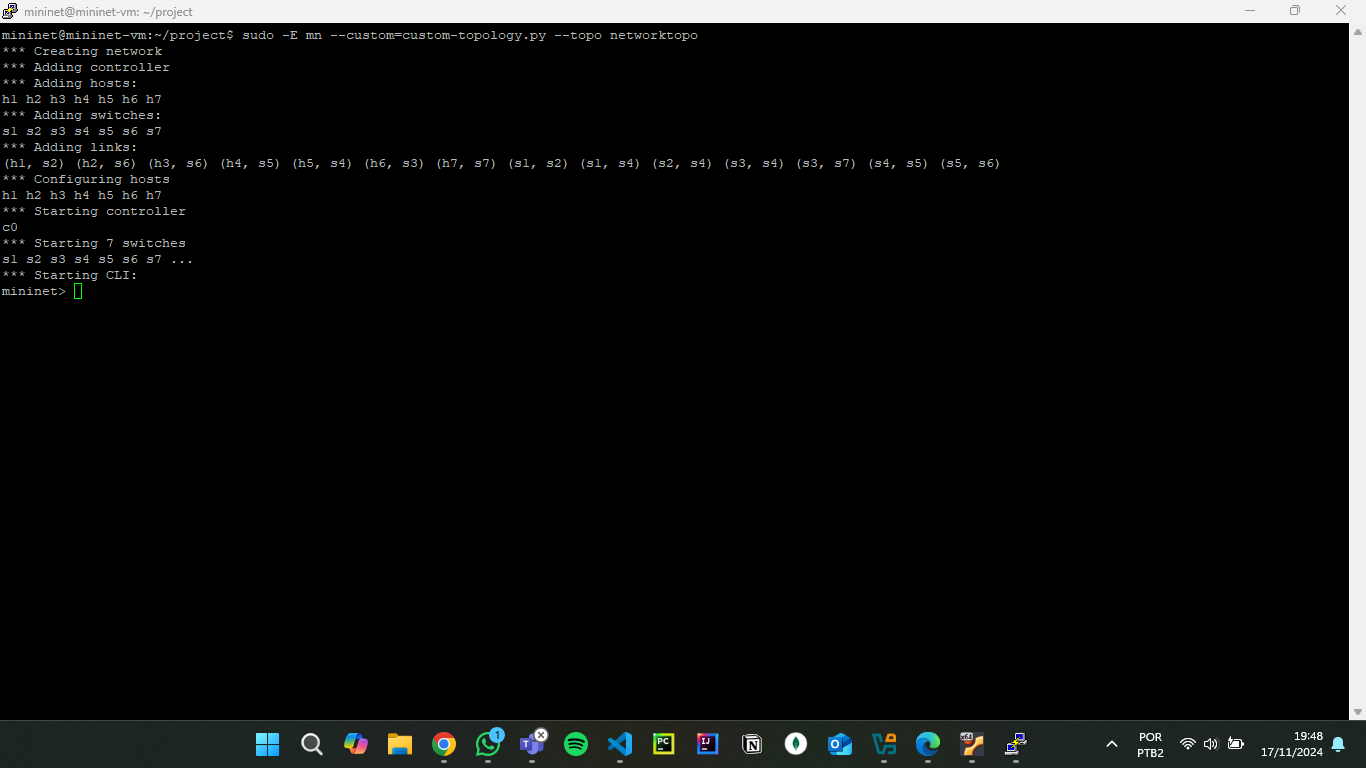 mininet@mininet-vm: ~/project
mininet@mininet-vm:~/project$ sudo -E mn --custom=custom-topology.py --topo networktopo
*** Creating network
*** Adding controller
*** Adding hosts:
h1 h2 h3 h4 h5 h6 h7
*** Adding switches:
s1 s2 s3 s4 s5 s6 s7
*** Adding links:
(h1, s2) (h2, s6) (h3, s6) (h4, s5) (h5, s4) (h6, s3) (h7, s7) (s1, s2) (s1, s4) (s2, s4) (s3, s4) (s3, s7) (s4, s5) (s5, s6)
*** Configuring hosts
h1 h2 h3 h4 h5 h6 h7
*** Starting controller
c0
*** Starting 7 switches
s1 s2 s3 s4 s5 s6 s7 ...
*** Starting CLI:
mininet>
1
PC
IJ
x64
POR
PTB2
19:48
17/11/2024